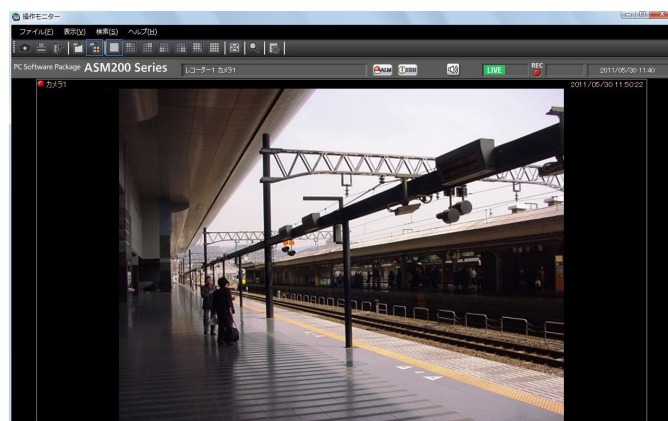 操作モニター
ファイル(F) 表示(V) 検索(S) ヘルプ(H)
PC Software Package ASM200 Series レコーダー1 カメラ1 ALM ERR LIVE REC 2011/05/30 11:40
カメラ1 2011/05/30 11:50:22